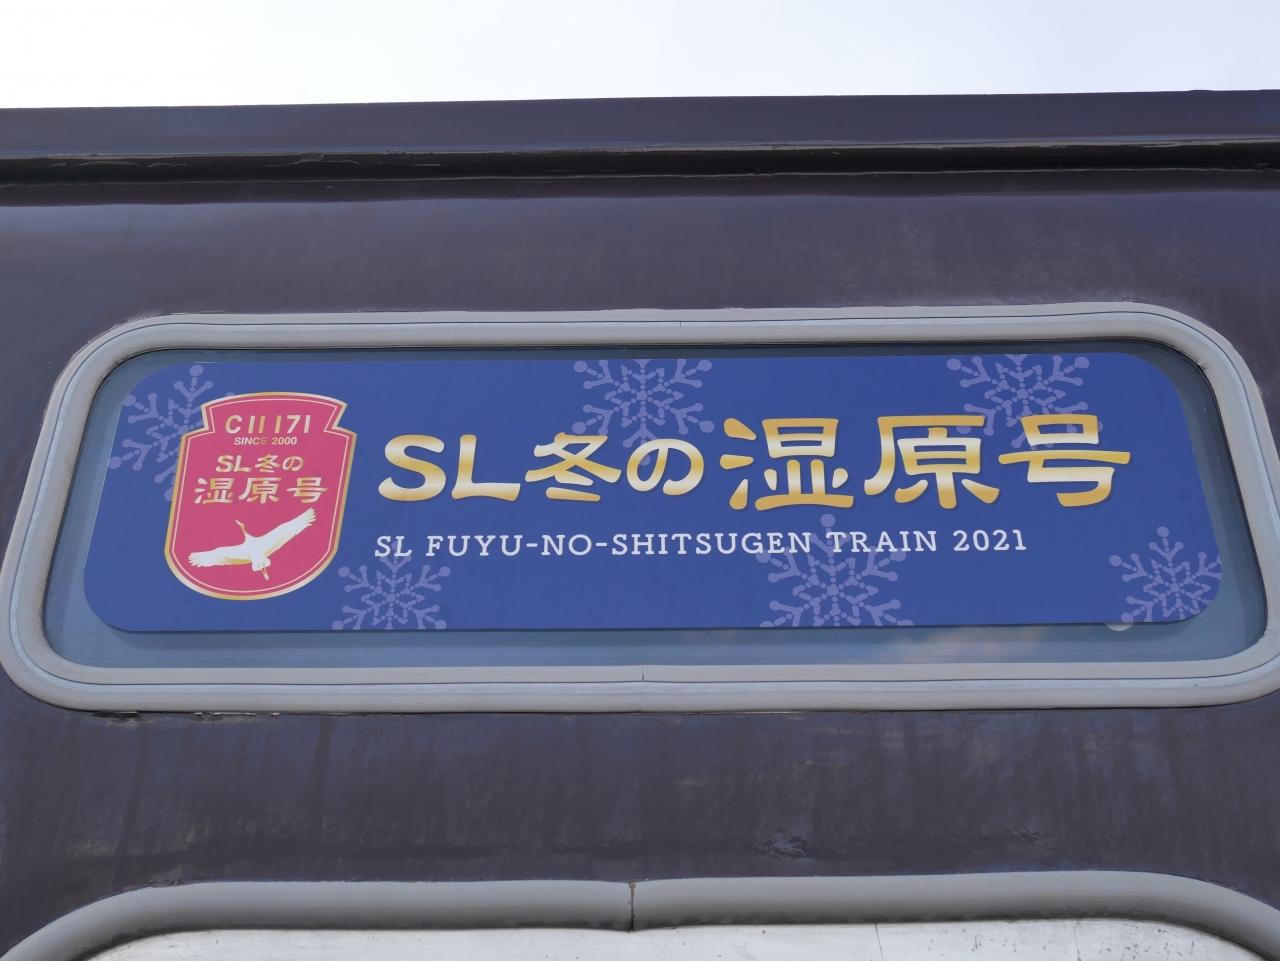 C11 171
SINCE 2000
SL冬の
湿原号
SL冬の湿原号
SL FUYU-NO-SHITSUGEN TRAIN 2021